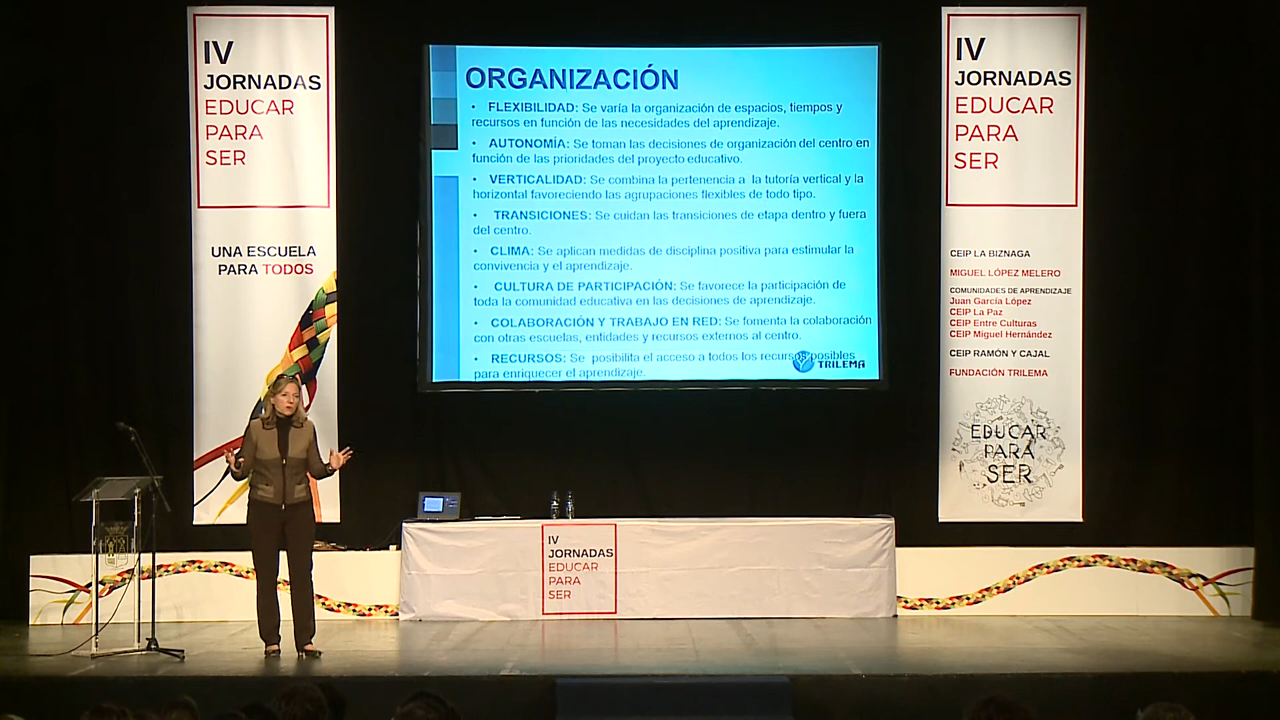 IV
JORNADAS
EDUCAR
PARA
SER
UNA ESCUELA
PARA TODOS
ORGANIZACIÓN
• FLEXIBILIDAD: Se varía la organización de espacios, tiempos y
recursos en función de las necesidades del aprendizaje.
• AUTONOMÍA: Se toman las decisiones de organización del centro en
función de las prioridades del proyecto educativo.
• VERTICALIDAD: Se combina la pertenencia a la tutoría vertical y la
horizontal favoreciendo las agrupaciones flexibles de todo tipo.
• TRANSICIONES: Se cuidan las transiciones de etapa dentro y fuera
del centro.
• CLIMA: Se aplican medidas de disciplina positiva para estimular la
convivencia y el aprendizaje.
• CULTURA DE PARTICIPACIÓN: Se favorece la participación de
toda la comunidad educativa en las decisiones de aprendizaje.
• COLABORACIÓN Y TRABAJO EN RED: Se fomenta la colaboración
con otras escuelas, entidades y recursos externos al centro.
• RECURSOS: Se posibilita el acceso a todos los recursos posibles
para enriquecer el aprendizaje.
TRILEMA
IV
JORNADAS
EDUCAR
PARA
SER
CEIP LA BIZNAGA
MIGUEL LÓPEZ MELERO
COMUNIDADES DE APRENDIZAJE
Juan García López
CEIP La Paz
CEIP Entre Culturas
CEIP Miguel Hernández
CEIP RAMÓN Y CAJAL
FUNDACIÓN TRILEMA
EDUCAR
PARA
SER
IV
JORNADAS
EDUCAR
PARA
SER